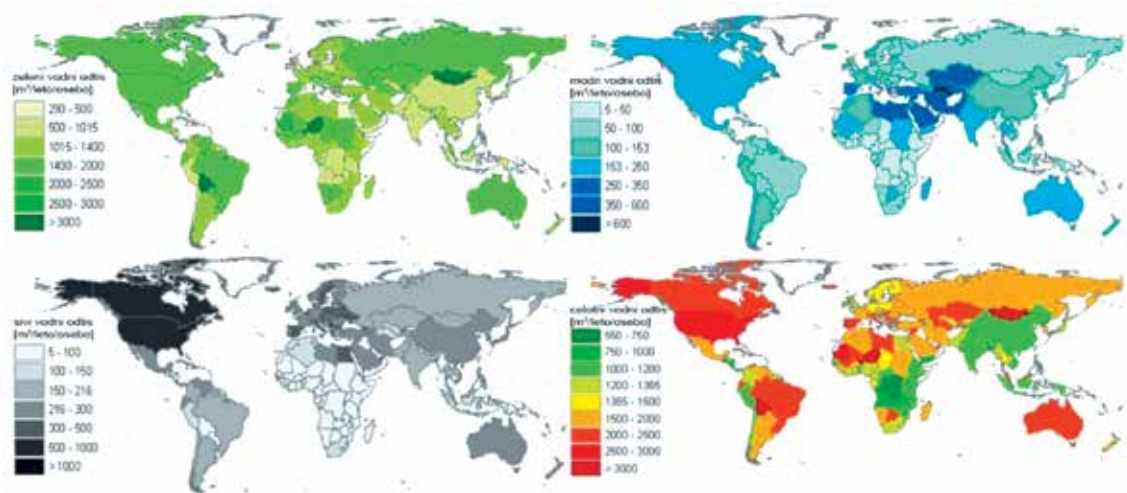 zeleni vodni odtis
[m³/leto/osebo]
500 - 1015
1015 - 1400
1400 - 2000
2000 - 2500
2500 - 3000
> 3000
modri vodni odtis
[m³/leto/osebo]
5 - 50
50 - 100
100 - 153
153 - 250
250 - 350
350 - 600
> 600
sivi vodni odtis
[m³/leto/osebo]
5 - 100
100 - 150
150 - 216
216 - 300
300 - 500
500 - 1000
> 1000
celotni vodni odtis
[m³/leto/osebo]
550 - 750
750 - 1000
1000 - 1200
1200 - 1385
1385 - 1500
1500 - 2000
2000 - 2500
2500 - 3000
> 3000